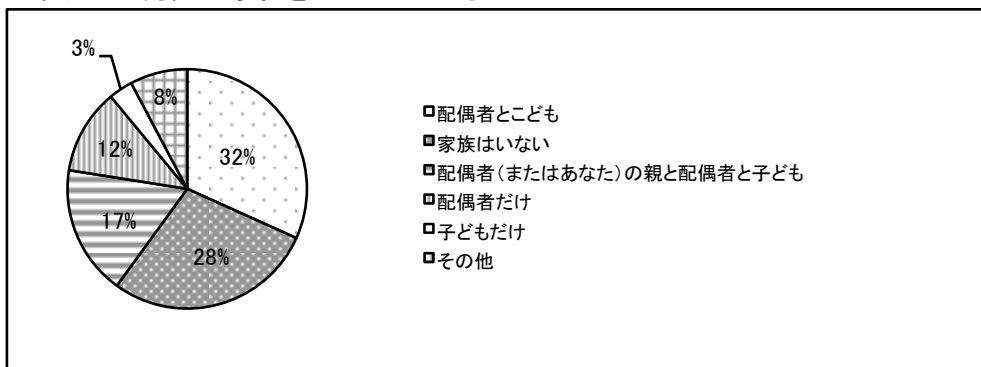 3%
8%
32%
12%
17%
28%
配偶者とこども
家族はいない
配偶者(またはあなた)の親と配偶者と子ども
配偶者だけ
子どもだけ
その他